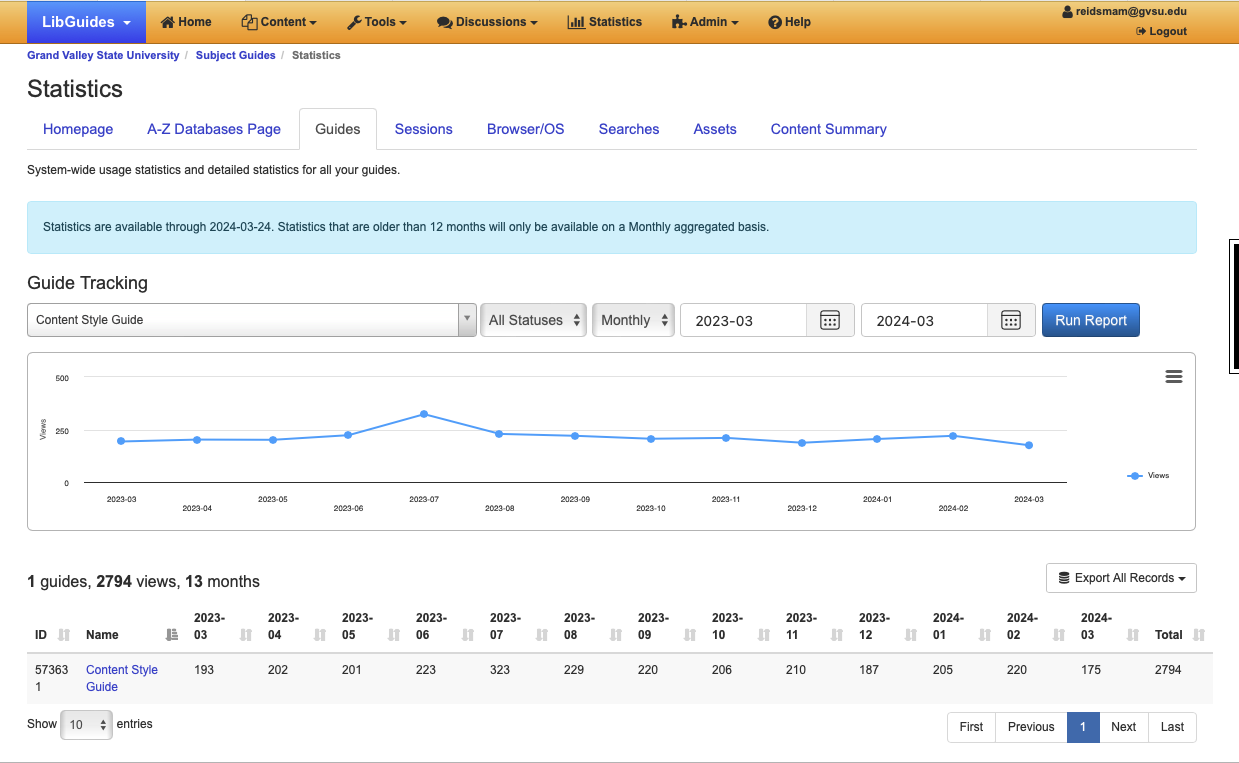 LibGuides Home Content Tools Discussions Statistics Admin Help reidsmam@gvsu.edu
Logout
Grand Valley State University / Subject Guides / Statistics
Statistics
Homepage A-Z Databases Page Guides Sessions Browser/OS Searches Assets Content Summary
System-wide usage statistics and detailed statistics for all your guides.
Statistics are available through 2024-03-24. Statistics that are older than 12 months will only be available on a Monthly aggregated basis.
Guide Tracking
Content Style Guide All Statuses Monthly 2023-03 2024-03 Run Report
500
250
0
Views
Views
2023-03 2023-05 2023-07 2023-09 2023-11 2024-01 2024-03
2023-04 2023-06 2023-08 2023-10 2023-12 2024-02
1 guides, 2794 views, 13 months Export All Records
2023- 2023- 2023- 2023- 2023- 2023- 2023- 2023- 2023- 2023- 2024- 2024- 2024-
ID Name 03 04 05 06 07 08 09 10 11 12 01 02 03 Total
57363 Content Style 193 202 201 223 323 229 220 206 210 187 205 220 175 2794
1 Guide
Show 10 entries First Previous 1 Next Last